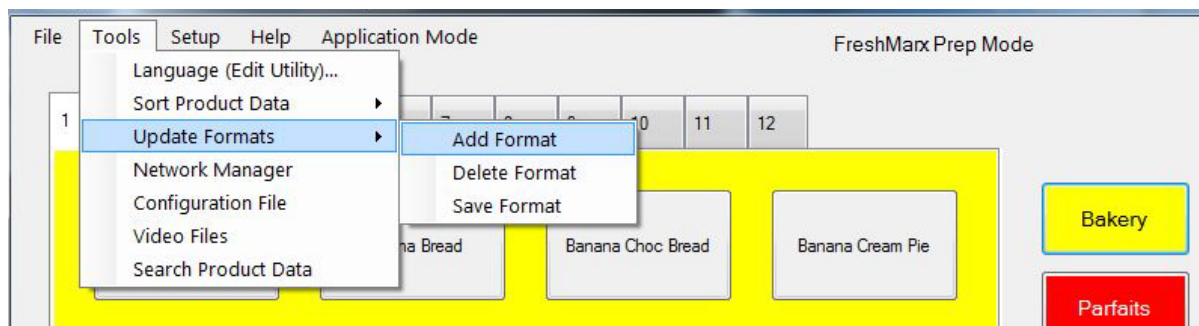 File Tools Setup Help Application Mode
FreshMarx Prep Mode
Language (Edit Utility)...
Sort Product Data
1 10 11 12
Update Formats
Add Format
Network Manager
Delete Format
Configuration File
Save Format
Video Files
Bread Banana Choc Bread Banana Cream Pie
Bakery
Search Product Data
Parfaits